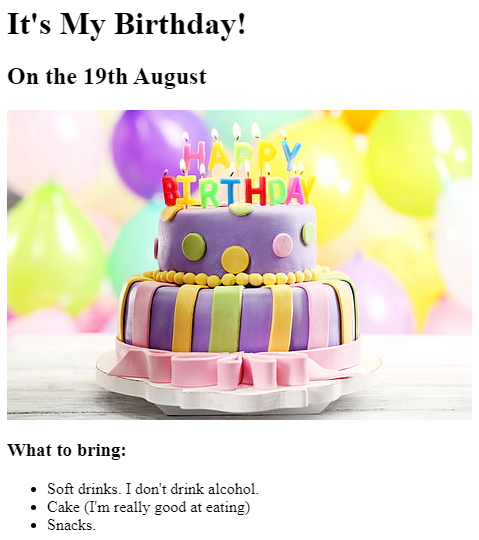 It's My Birthday!
On the 19th August
HAPPY
BIRTHDAY
What to bring:
Soft drinks. I don't drink alcohol.
Cake (I'm really good at eating)
Snacks.